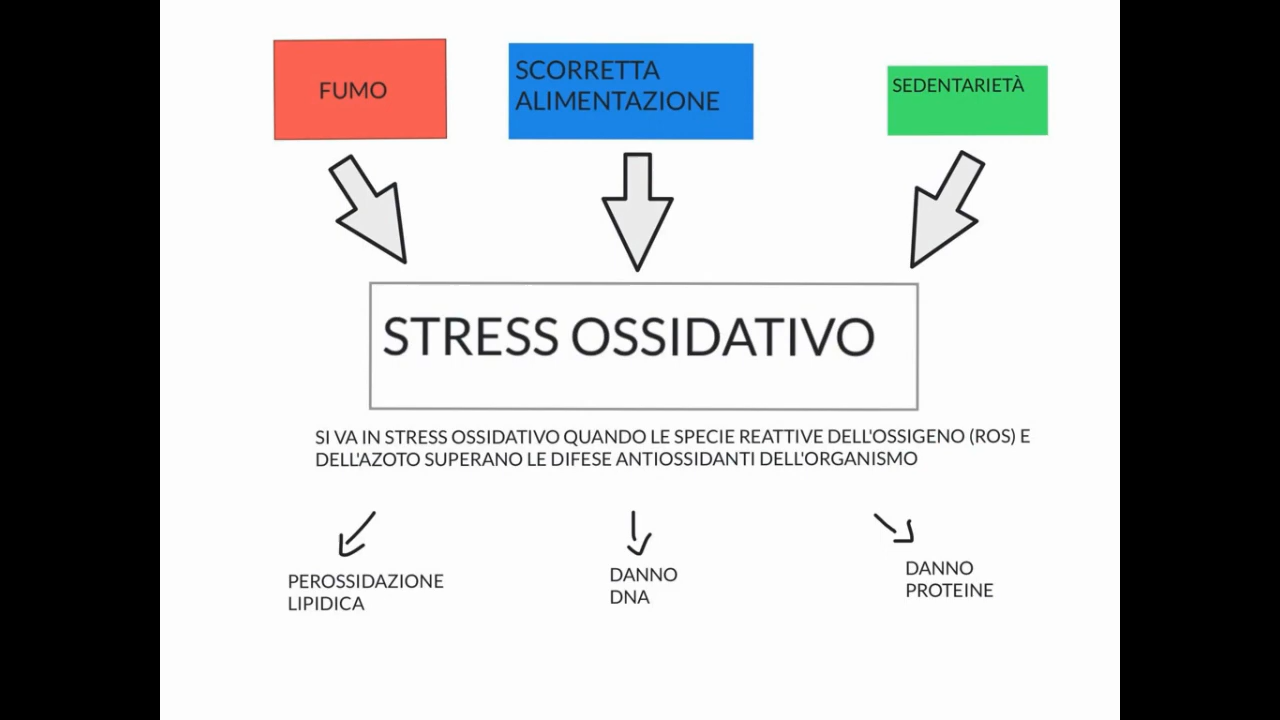 FUMO
SCORRETTA
ALIMENTAZIONE
SEDENTARIETÀ
STRESS OSSIDATIVO
SI VA IN STRESS OSSIDATIVO QUANDO LE SPECIE REATTIVE DELL'OSSIGENO (ROS) E
DELL'AZOTO SUPERANO LE DIFESE ANTIOSSIDANTI DELL'ORGANISMO
PEROSSIDAZIONE
LIPIDICA
DANNO
DNA
DANNO
PROTEINE